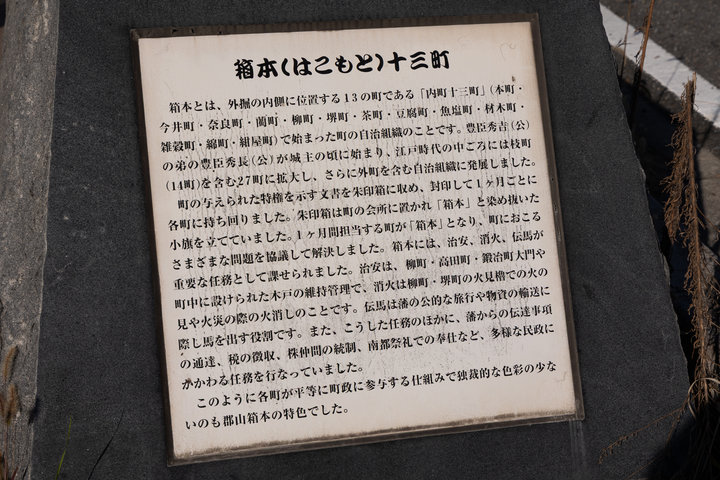 箱本(はこもと)十三町
箱本とは、外掘の内側に位置する13の町である「内町十三町」(本町・
今井町・奈良町・藺町・柳町・堺町・茶町・豆腐町・魚塩町・材木町・
雑穀町・綿町・紺屋町)で始まった町の自治組織のことです。豊臣秀吉(公)
の弟の豊臣秀長(公)が城主の頃に始まり、江戸時代の中ごろには枝町
(14町)を含む27町に拡大し、さらに外町を含む自治組織に発展しました。
町の与えられた特権を示す文書を朱印箱に収め、封印して1ヶ月ごとに
各町に持ち回りました。朱印箱は町の会所に置かれ「箱本」と染め抜いた
小旗を立てていました。1ヶ月間担当する町が「箱本」となり、町におこる
さまざまな問題を協議して解決しました。箱本には、治安、消火、伝馬が
重要な任務として課せられました。治安は、柳町・高田町・鍛冶町大門や
町中に設けられた木戸の維持管理で、消火は柳町・堺町の火見櫓での火の
見や火災の際の火消しのことです。伝馬は藩の公的な旅行や物資の輸送に
際し馬を出す役割です。また、こうした任務のほかに、藩からの伝達事項
の通達、税の徴収、株仲間の統制、南都祭礼での奉仕など、多様な民政に
かかわる任務を行なっていました。
このように各町が平等に町政に参与する仕組みで独裁的な色彩の少な
いのも郡山箱本の特色でした。